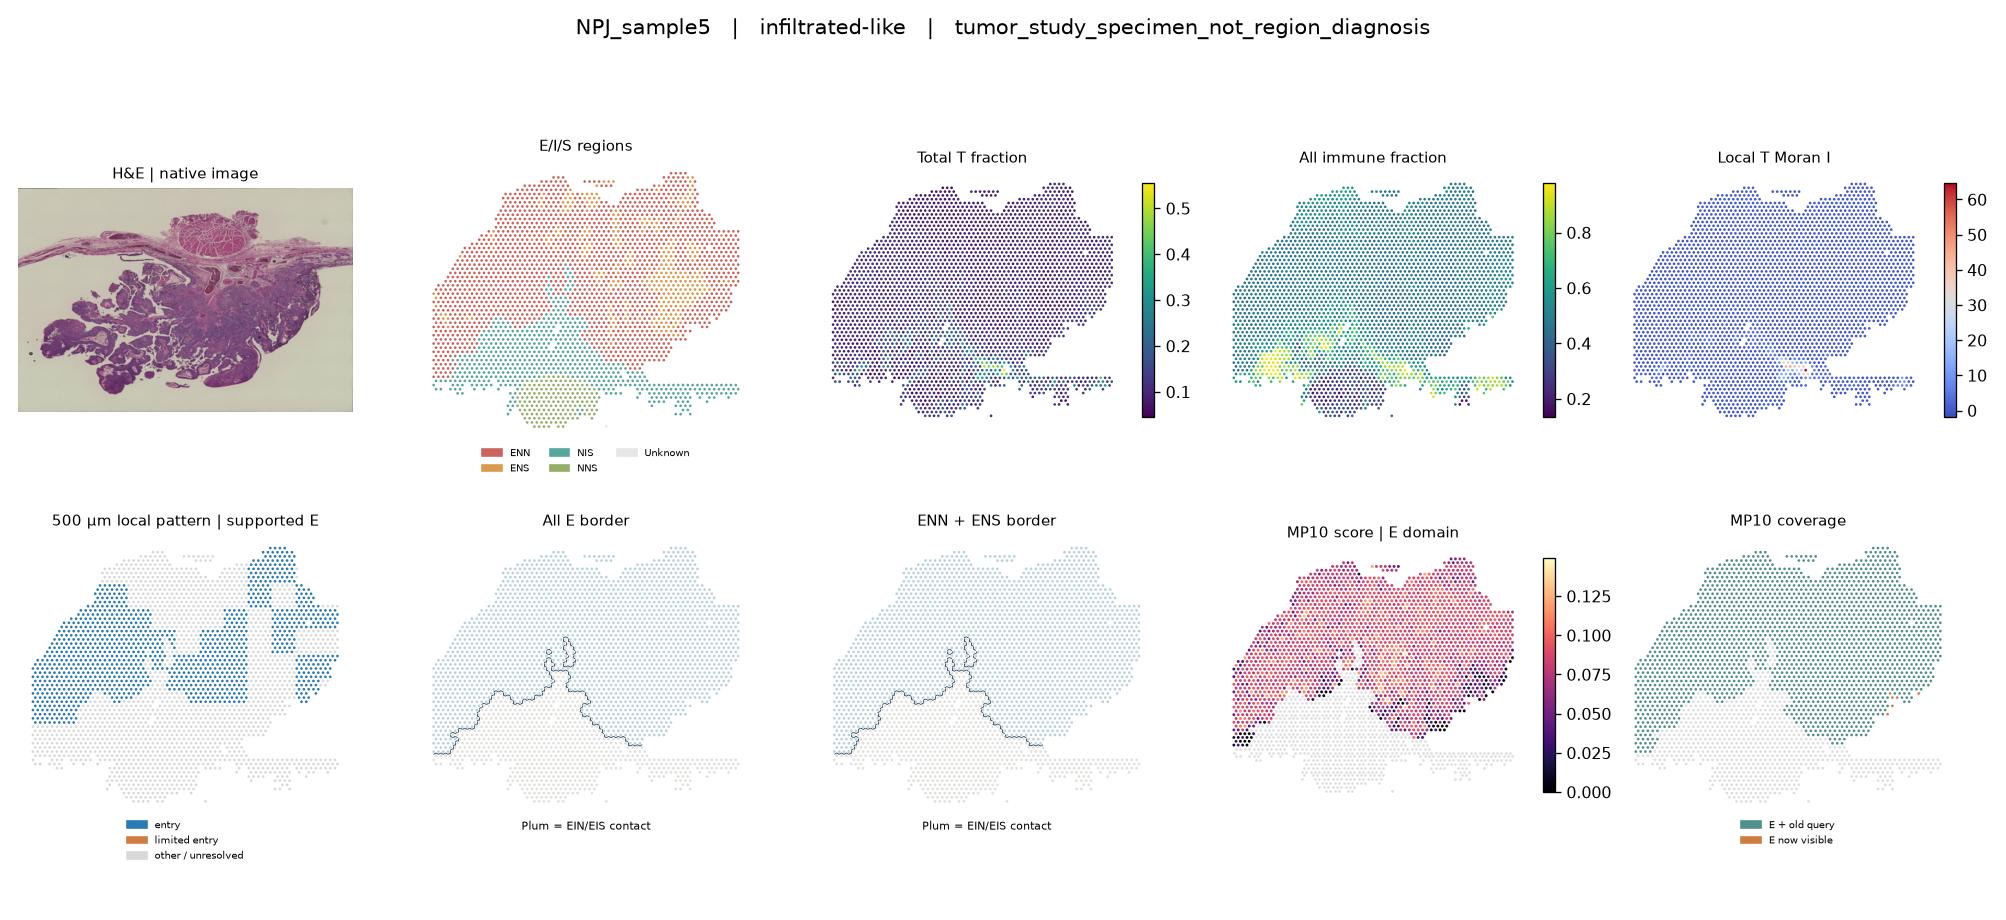 NPJ_sample5 | infiltrated-like | tumor_study_specimen_not_region_diagnosis
H&E | native image
E/I/S regions
ENN
ENS
NIS
NNS
Unknown
Total T fraction
0.5
0.4
0.3
0.2
0.1
All immune fraction
0.8
0.6
0.4
0.2
Local T Moran I
60
50
40
30
20
10
0
500 µm local pattern | supported E
entry
limited entry
other / unresolved
All E border
Plum = EIN/EIS contact
ENN + ENS border
Plum = EIN/EIS contact
MP10 score | E domain
0.125
0.100
0.075
0.050
0.025
0.000
MP10 coverage
E + old query
E now visible